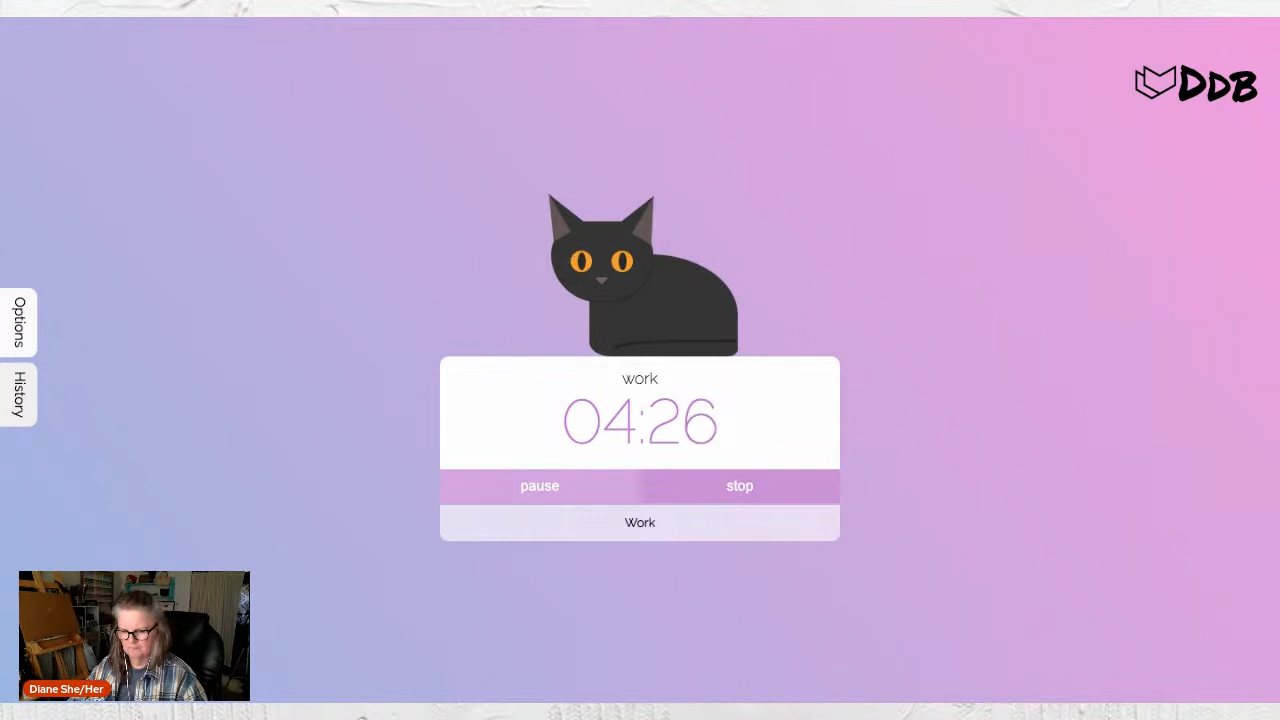 DDB
Options
History
work
04:26
pause stop
Work
Diane She/Her